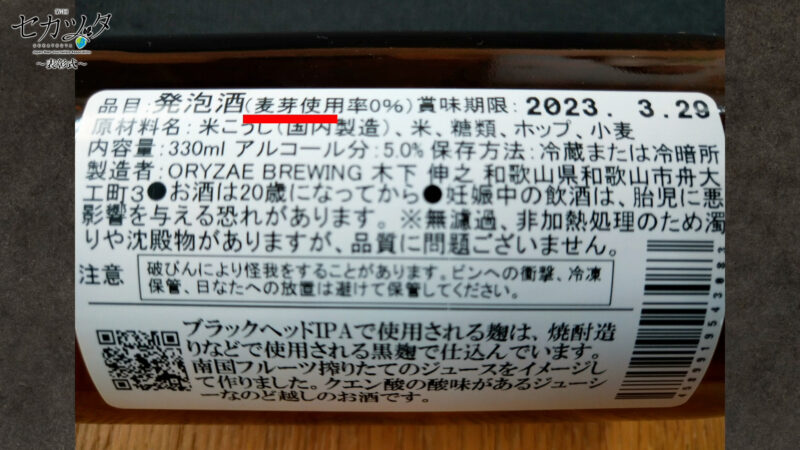 第1回
セカツタ
〜表彰式〜
品目:発泡酒(麦芽使用率0%)賞味期限:2023. 3.29
原材料名:米こうじ(国内製造)、米、糖類、ホップ、小麦
内容量:330ml アルコール分:5.0% 保存方法:冷蔵または冷暗所
製造者:ORYZAE BREWING 木下 伸之 和歌山県和歌山市舟大
工町3●お酒は20歳になってから●妊娠中の飲酒は、胎児に悪
影響を与える恐れがあります。※無濾過、非加熱処理のため濁
りや沈殿物がありますが、品質に問題ございません。
注意
破びんにより怪我をすることがあります。ビンへの衝撃、冷凍
保管、日なたへの放置は避けて保管してください。
ブラックヘッドIPAで使用される麹は、焼酎造
りなどで使用される黒麹で仕込んでいます。
南国フルーツ搾りたてのジュースをイメージし
て作りました。クエン酸の酸味があるジューシ
ーなのど越しのお酒です。